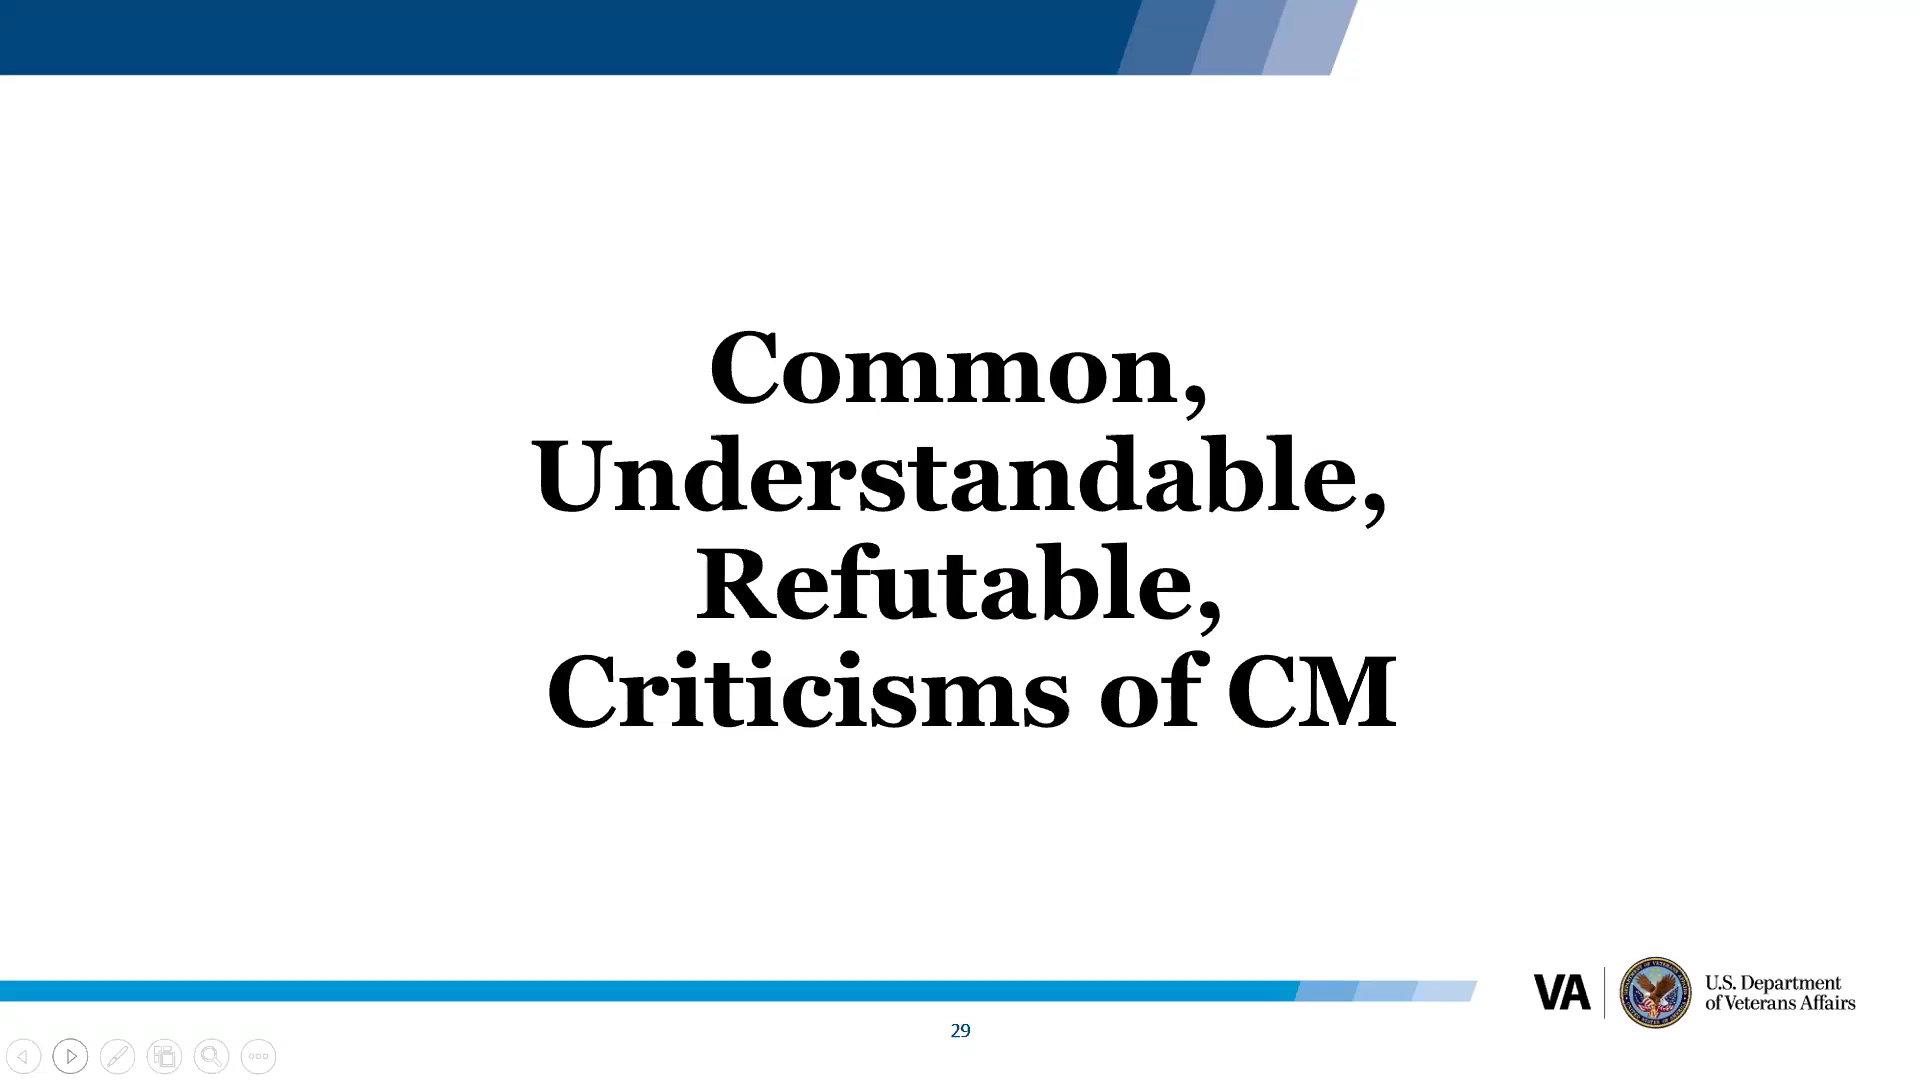 Common,
Understandable,
Refutable,
Criticisms of CM
VA
U.S. Department
of Veterans Affairs
29